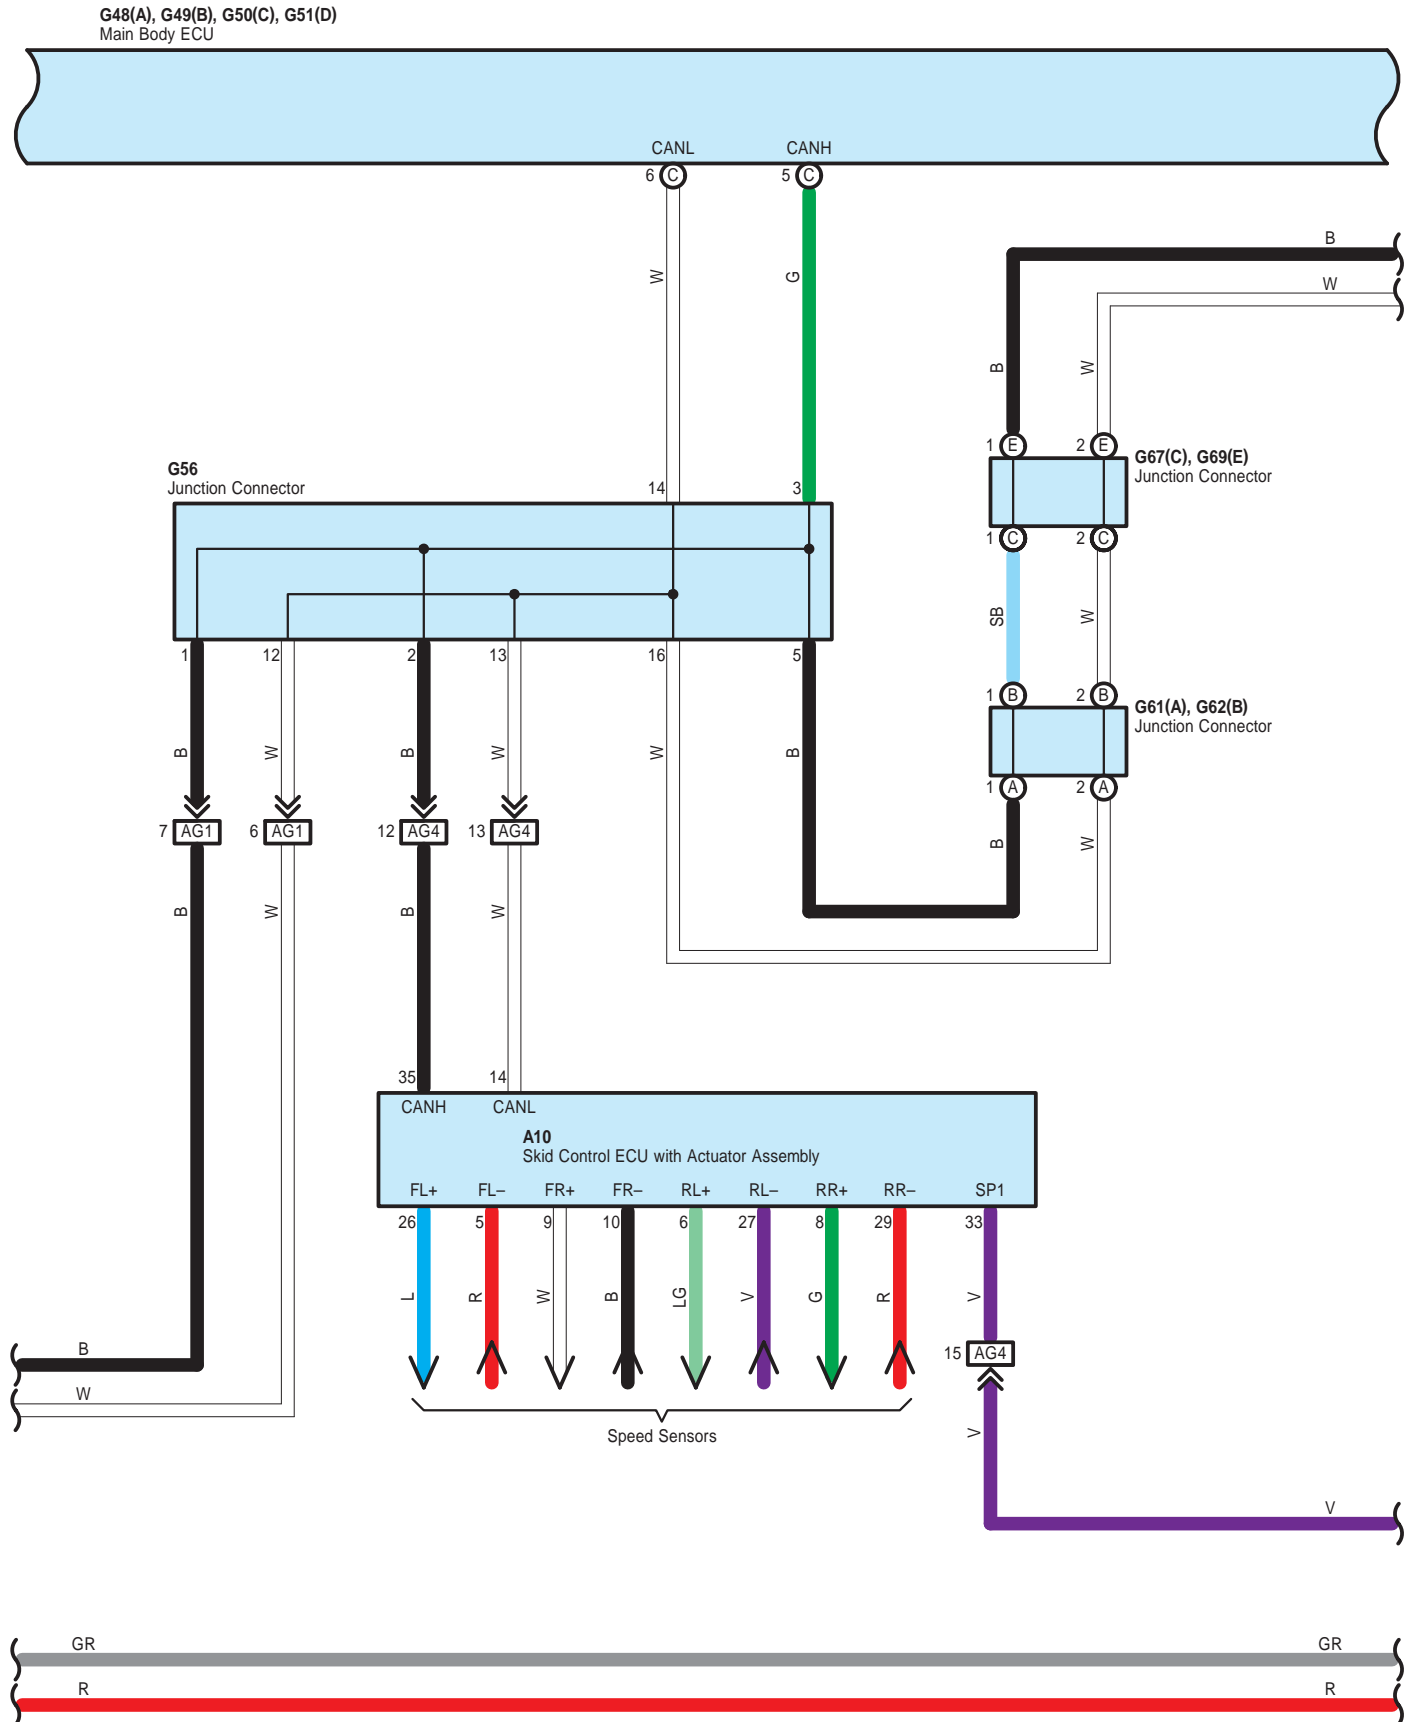 G48(A), G49(B), G50(C), G51(D)
Main Body ECU
CANL CANH
6 C 5 C
B
W
W G
B W
1 E 2 E
G67(C), G69(E)
Junction Connector
G56
Junction Connector
14 3
1 C 2 C
SB W
1 12 2 13 16 5
1 B 2 B
G61(A), G62(B)
Junction Connector
B W B W W B
1 A 2 A
7 AG1 6 AG1 12 AG4 13 AG4
B W
B W B W
35 14
CANH CANL
A10
Skid Control ECU with Actuator Assembly
FL+ FL– FR+ FR– RL+ RL– RR+ RR– SP1
26 5 9 10 6 27 8 29 33
L R W B LG V G R V
B
15 AG4
W
Speed Sensors
V
V
GR GR
R R